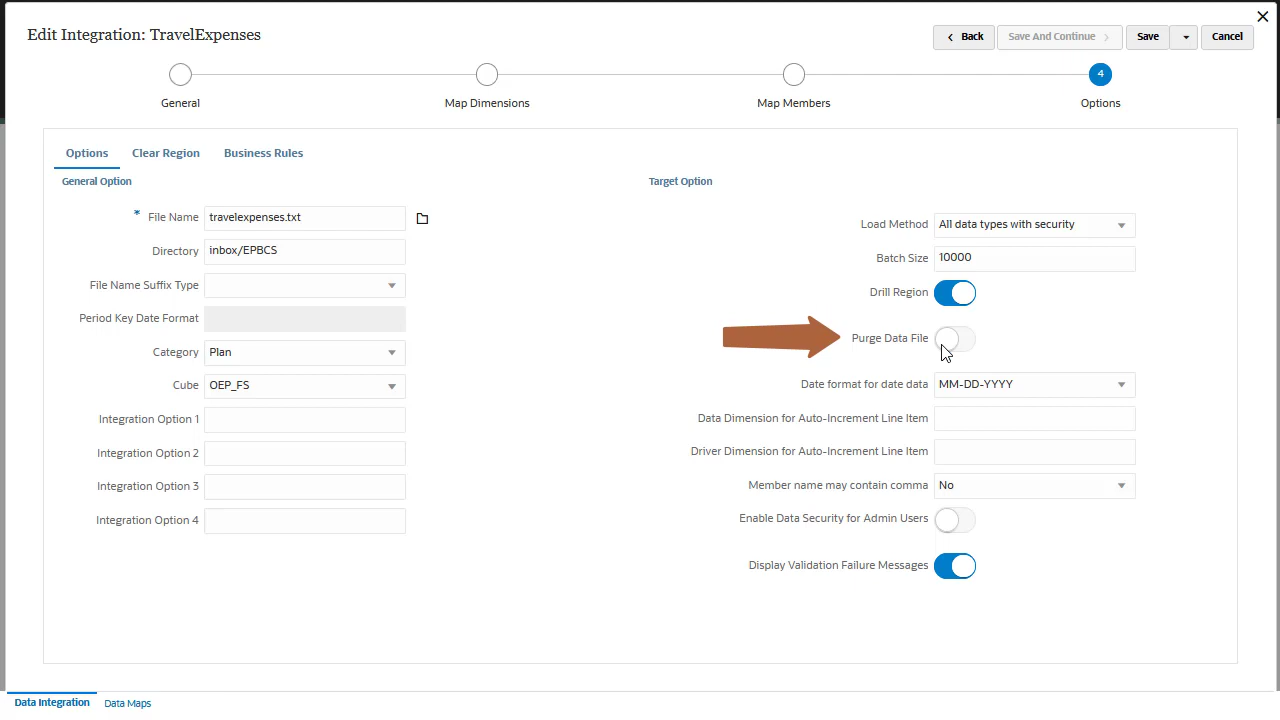 Edit Integration: TravelExpenses
Back
Save And Continue
Save
Cancel
4
General
Map Dimensions
Map Members
Options
Options
Clear Region
Business Rules
General Option
* File Name travelexpenses.txt
Directory inbox/EPBCS
File Name Suffix Type
Period Key Date Format
Category Plan
Cube OEP_FS
Integration Option 1
Integration Option 2
Integration Option 3
Integration Option 4
Target Option
Load Method All data types with security
Batch Size 10000
Drill Region
Purge Data File
Date format for date data MM-DD-YYYY
Data Dimension for Auto-Increment Line Item
Driver Dimension for Auto-Increment Line Item
Member name may contain comma No
Enable Data Security for Admin Users
Display Validation Failure Messages
Data Integration
Data Maps